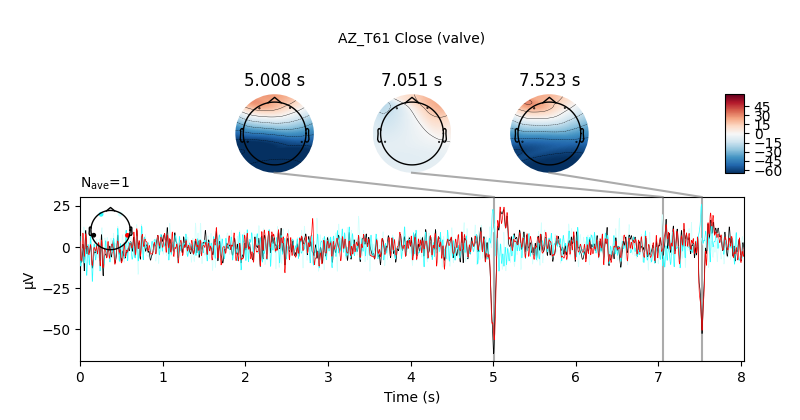 AZ_T61 Close (valve)
5.008 s 7.051 s 7.523 s
45
30
15
0
−15
−30
−45
−60
Nave=1
25
0
−25
−50
µV
0 1 2 3 4 5 6 7 8
Time (s)